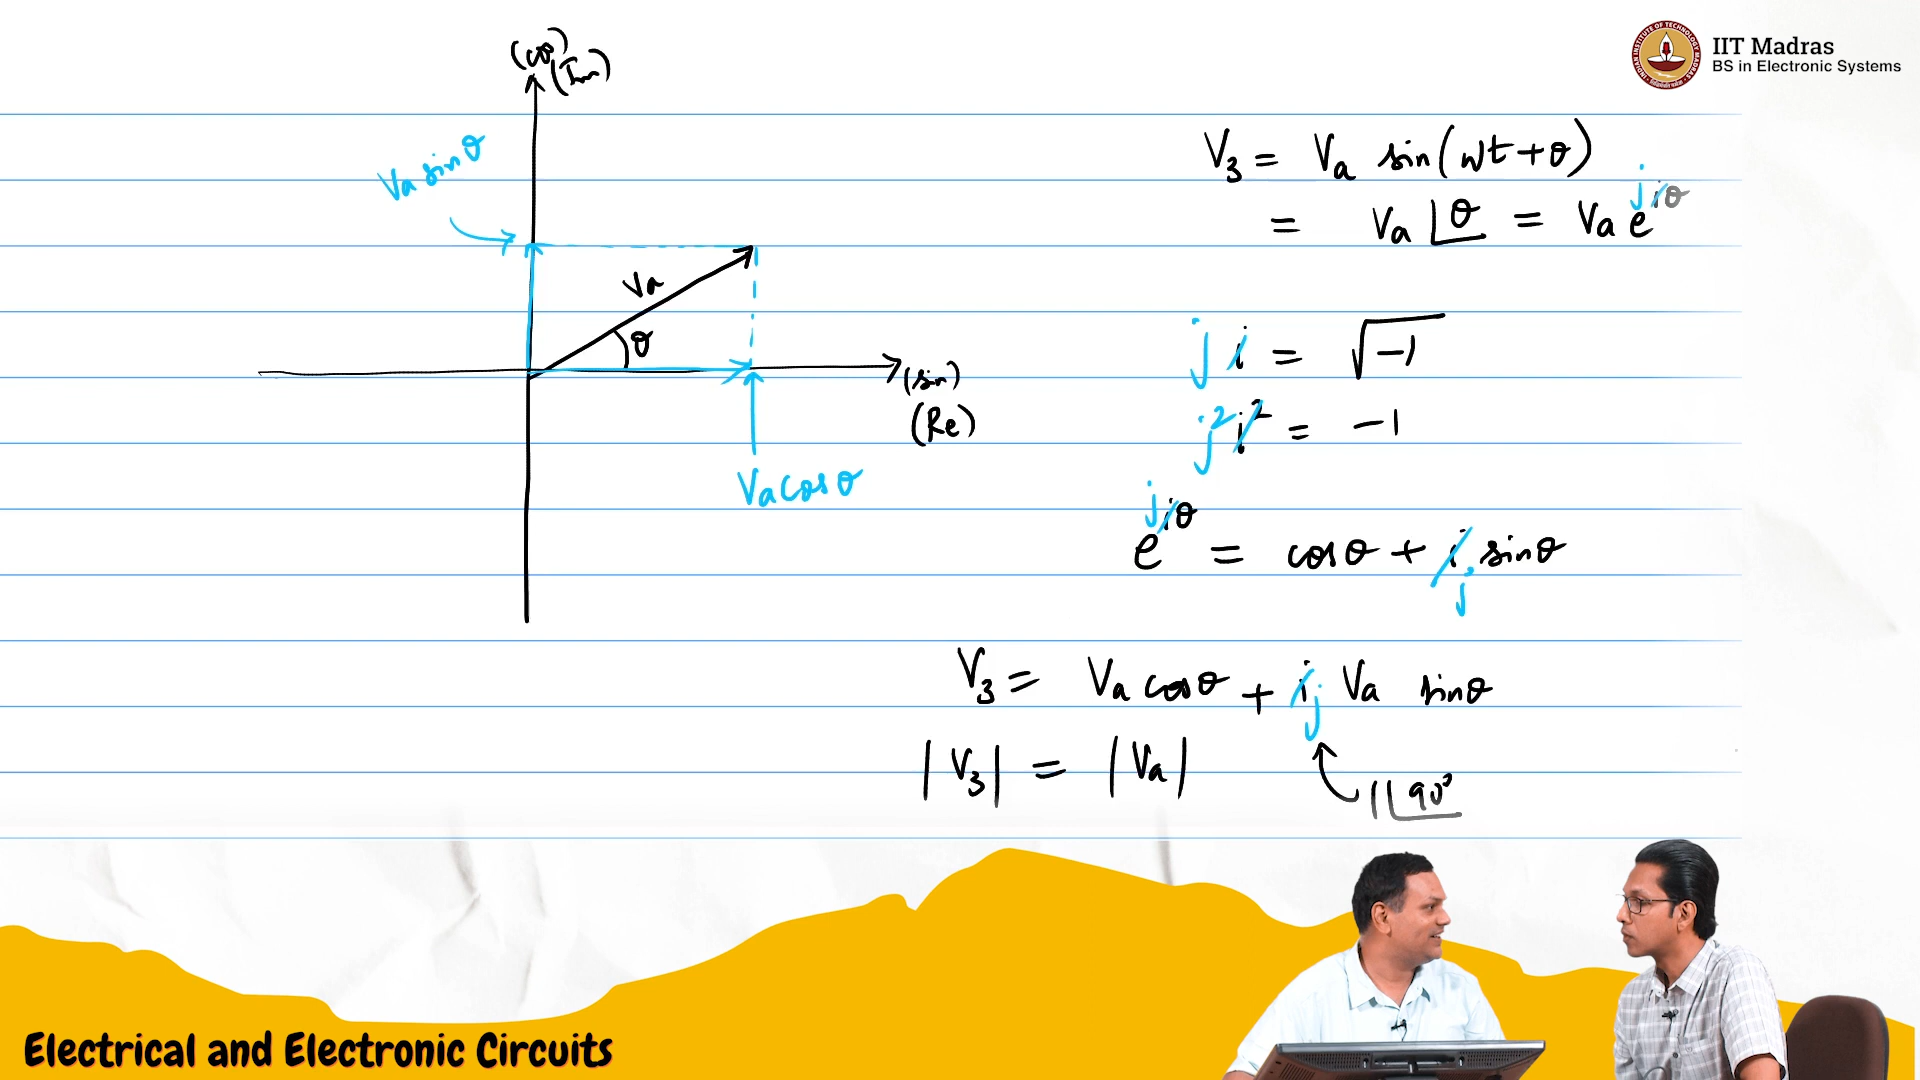 IIT Madras
BS in Electronic Systems
(cos)
(Im)
Va sinθ
Va
θ
(sin)
(Re)
Va cosθ
V₃ = Va sin(ωt+θ)
= Va ∠θ = Va e^jiθ
j i = √-1
j² i² = -1
e^jiθ = cosθ + i j sinθ
V₃ = Va cosθ + i j Va sinθ
|V₃| = |Va|
1∠90°
Electrical and Electronic Circuits